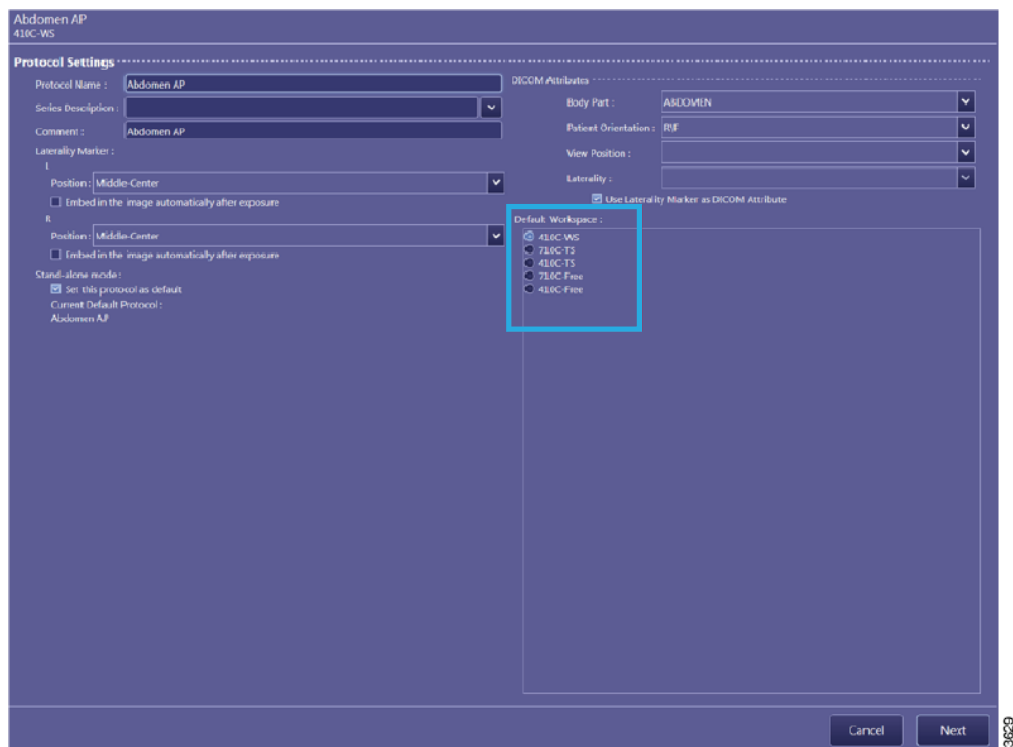 Abdomen AP
410C-WS
Protocol Settings
Protocol Name : Abdomen AP
Series Description :
Comment : Abdomen AP
Laterality Marker :
L
Position : Middle-Center
Embed in the image automatically after exposure
R
Position : Middle-Center
Embed in the image automatically after exposure
Stand-alone mode :
Set this protocol as default
Current Default Protocol :
Abdomen AP
DICOM Attributes
Body Part : ABDOMEN
Patient Orientation : R\F
View Position :
Laterality :
Use Laterality Marker as DICOM Attribute
Default Workspace :
410C-WS
710C-TS
410C-TS
710C-Free
410C-Free
Cancel Next
3629